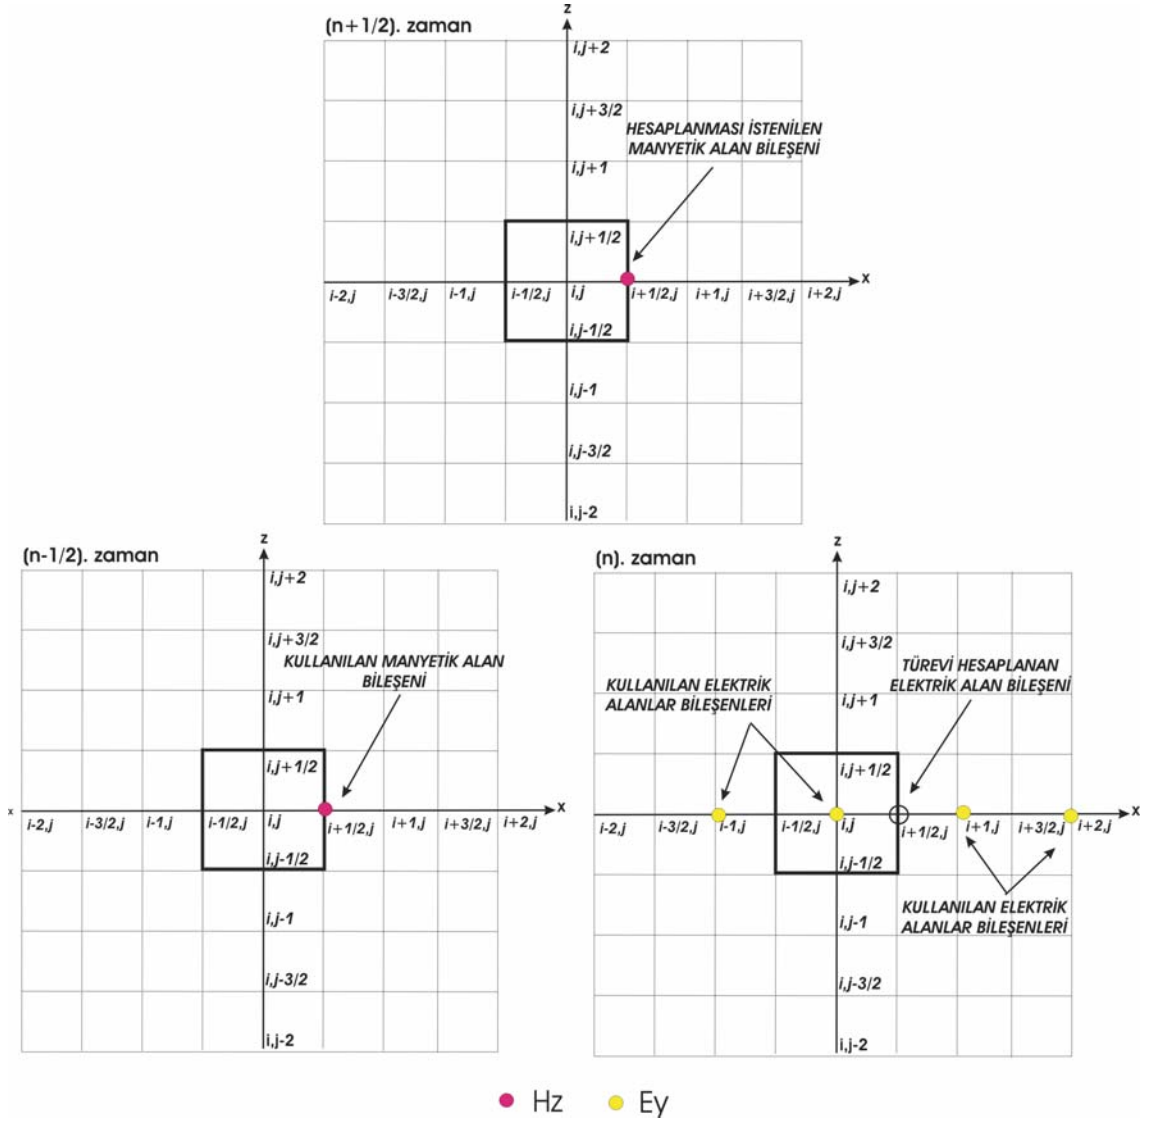 (n+1/2). zaman
z
i,j+2
i,j+3/2
HESAPLANMASI İSTENİLEN
MANYETİK ALAN BİLEŞENİ
i,j+1
i,j+1/2
x
i-2,j i-3/2,j i-1,j i-1/2,j i,j i+1/2,j i+1,j i+3/2,j i+2,j
i,j-1/2
i,j-1
i,j-3/2
i,j-2
(n-1/2). zaman
z
i,j+2
i,j+3/2
KULLANILAN MANYETİK ALAN
BİLEŞENİ
i,j+1
i,j+1/2
x x
i-2,j i-3/2,j i-1,j i-1/2,j i,j i+1/2,j i+1,j i+3/2,j i+2,j
i,j-1/2
i,j-1
i,j-3/2
i,j-2
(n). zaman
z
i,j+2
i,j+3/2
TÜREVİ HESAPLANAN
ELEKTRİK ALAN BİLEŞENİ
KULLANILAN ELEKTRİK
ALANLAR BİLEŞENLERİ
i,j+1
i,j+1/2
x
i-2,j i-3/2,j i-1,j i-1/2,j i,j i+1/2,j i+1,j i+3/2,j i+2,j
i,j-1/2
KULLANILAN ELEKTRİK
ALANLAR BİLEŞENLERİ
i,j-1
i,j-3/2
i,j-2
Hz Ey